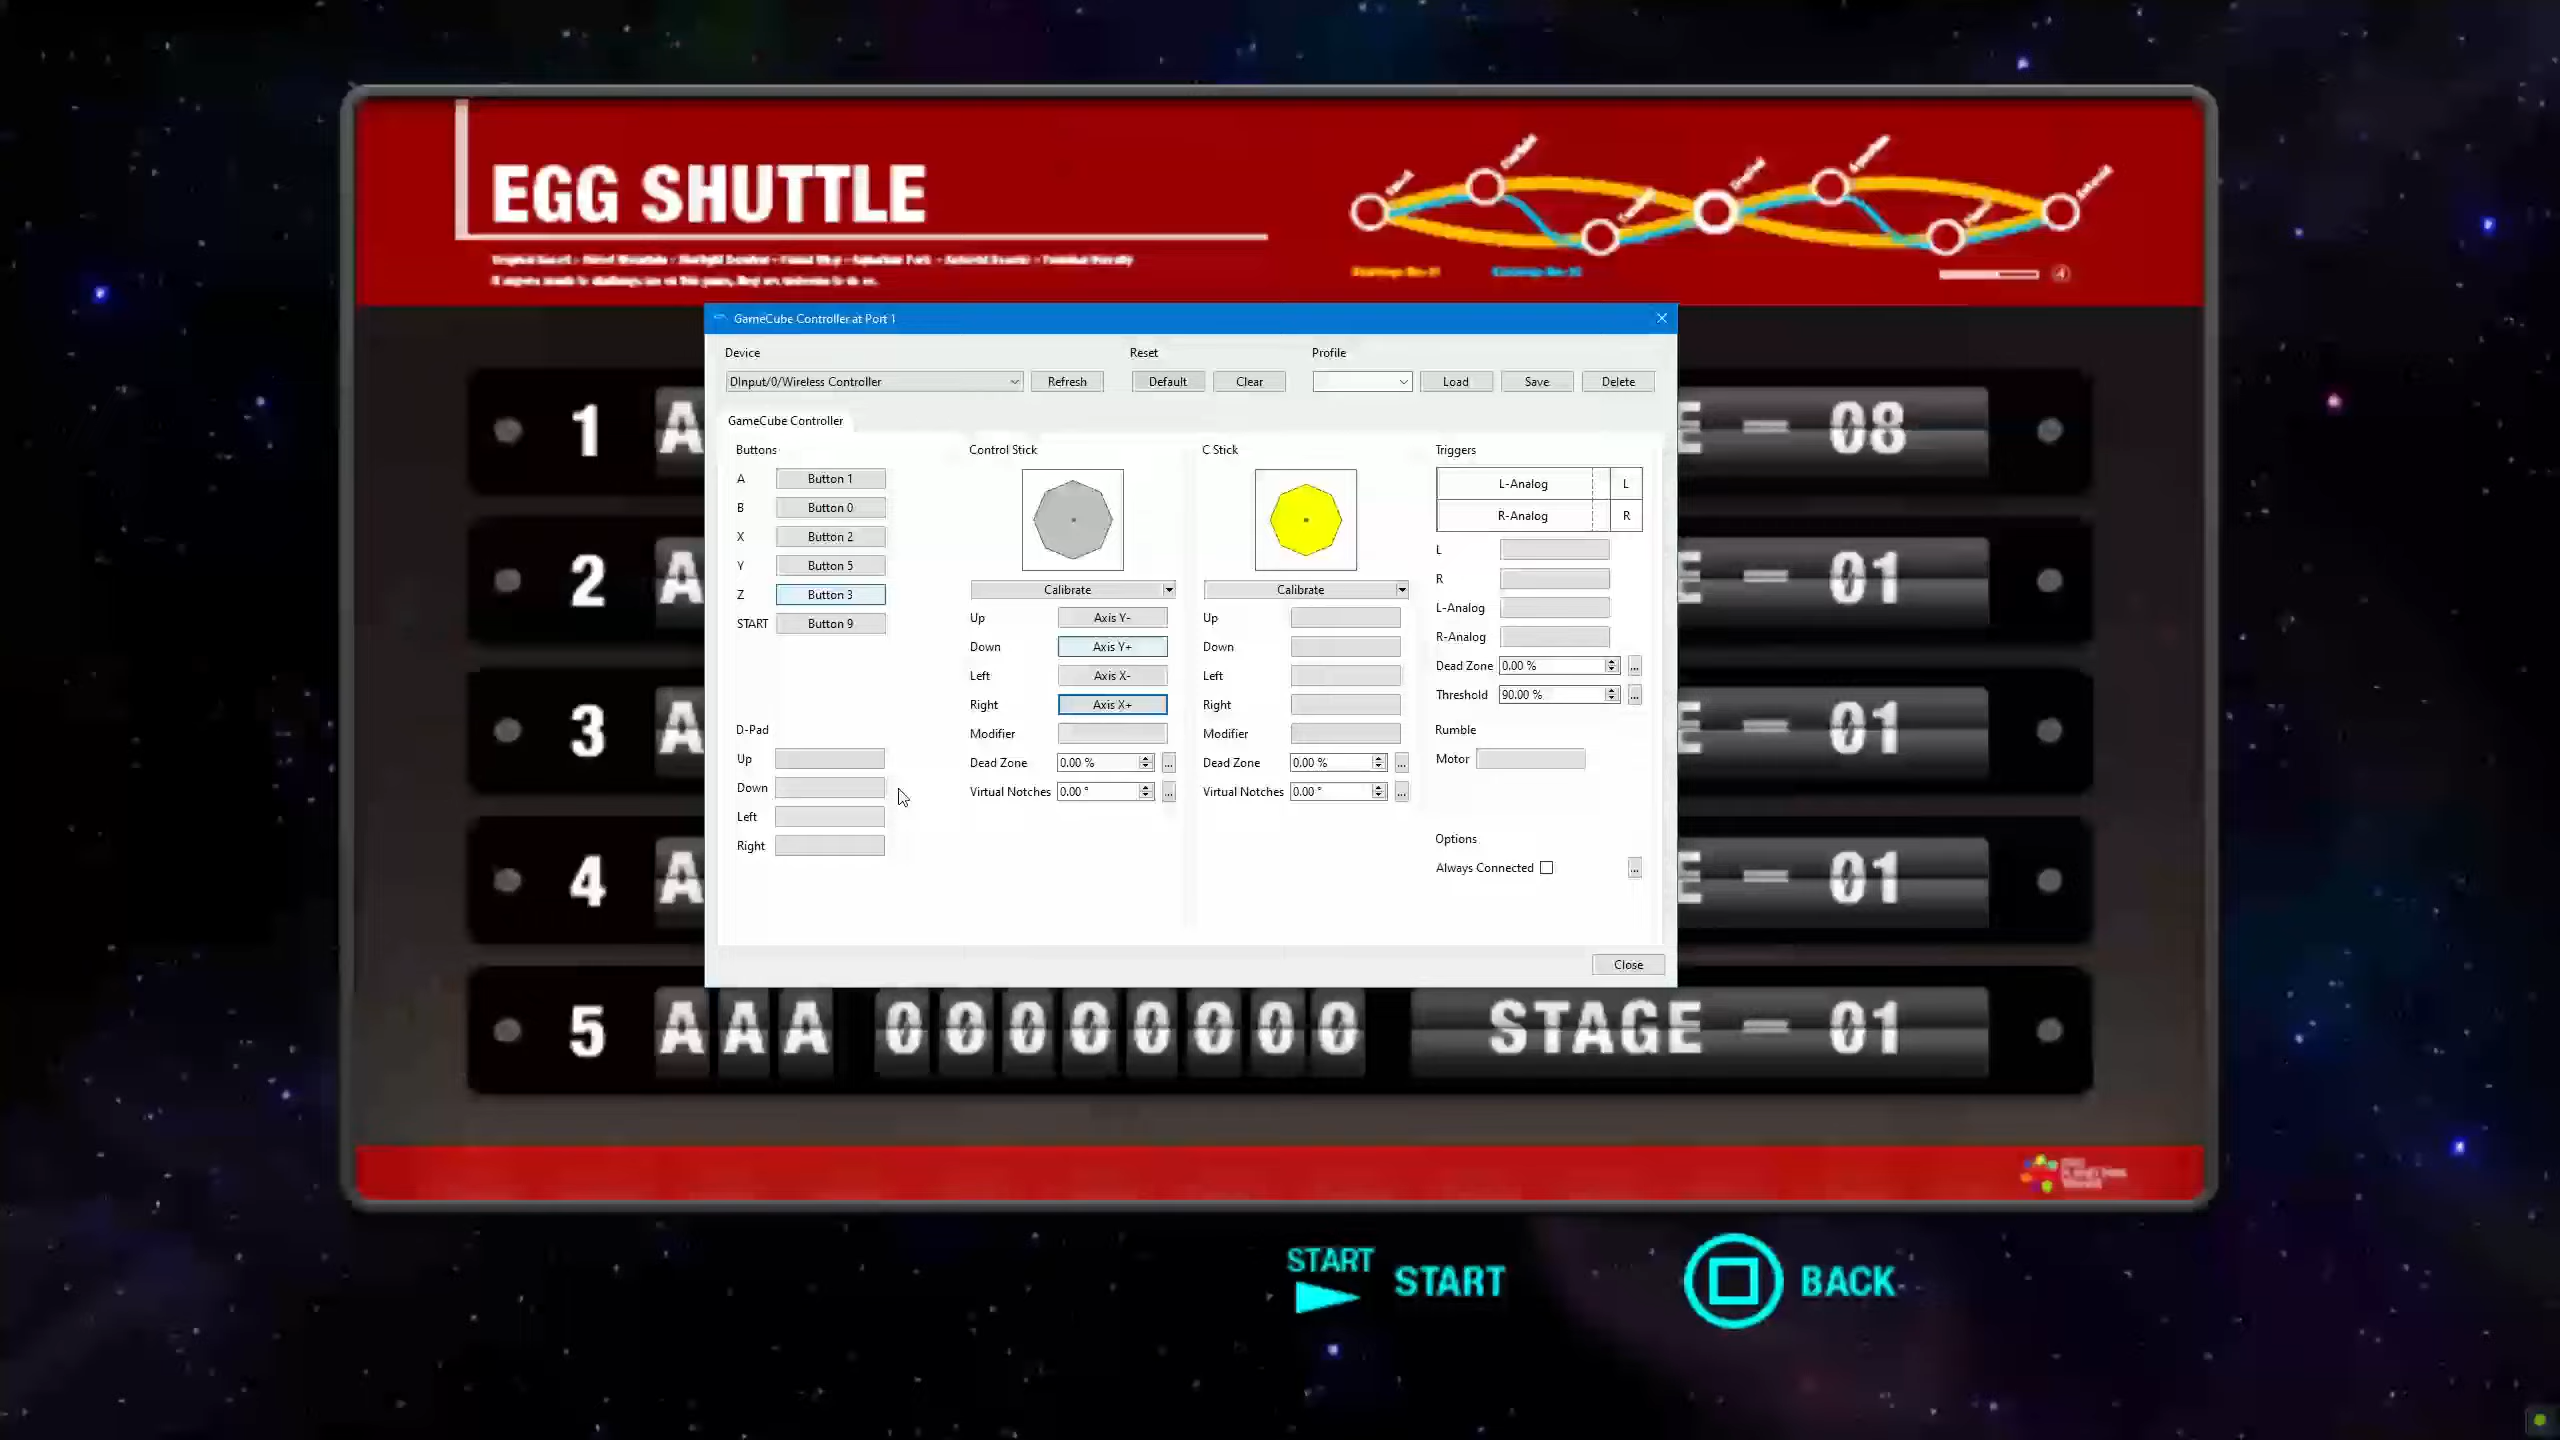 EGG SHUTTLE
GameCube Controller at Port 1
Device
Reset
Profile
DInput/0/Wireless Controller
Refresh
Default
Clear
Load
Save
Delete
GameCube Controller
Buttons
A Button 1
B Button 0
X Button 2
Y Button 5
Z Button 3
START Button 9
D-Pad
Up
Down
Left
Right
Control Stick
Calibrate
Up Axis Y-
Down Axis Y+
Left Axis X-
Right Axis X+
Modifier
Dead Zone 0.00 % ...
Virtual Notches 0.00 ° ...
C Stick
Calibrate
Up
Down
Left
Right
Modifier
Dead Zone 0.00 % ...
Virtual Notches 0.00 ° ...
Triggers
L-Analog L
R-Analog R
L
R
L-Analog
R-Analog
Dead Zone 0.00 % ...
Threshold 90.00 % ...
Rumble
Motor
Options
Always Connected ...
Close
1 A E - 08
2 A E - 01
3 A E - 01
4 A E - 01
5 AAA 00000000 STAGE - 01
START
START
BACK